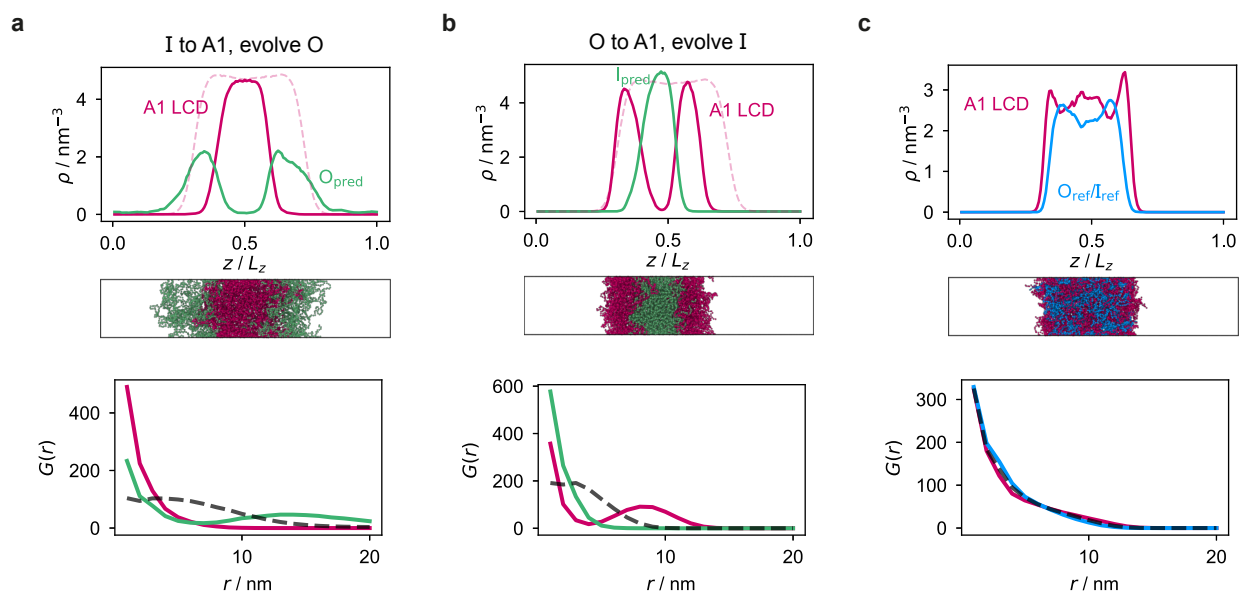 a
I to A1, evolve O
ρ / nm⁻³
4
2
0
A1 LCD
O_pred
0.0
0.5
1.0
z / L_z
G(r)
400
200
0
10
20
r / nm
b
O to A1, evolve I
ρ / nm⁻³
4
2
0
I_pred
A1 LCD
0.0
0.5
1.0
z / L_z
G(r)
600
400
200
0
10
20
r / nm
c
ρ / nm⁻³
3
2
1
0
A1 LCD
O_ref/I_ref
0.0
0.5
1.0
z / L_z
G(r)
300
200
100
0
10
20
r / nm